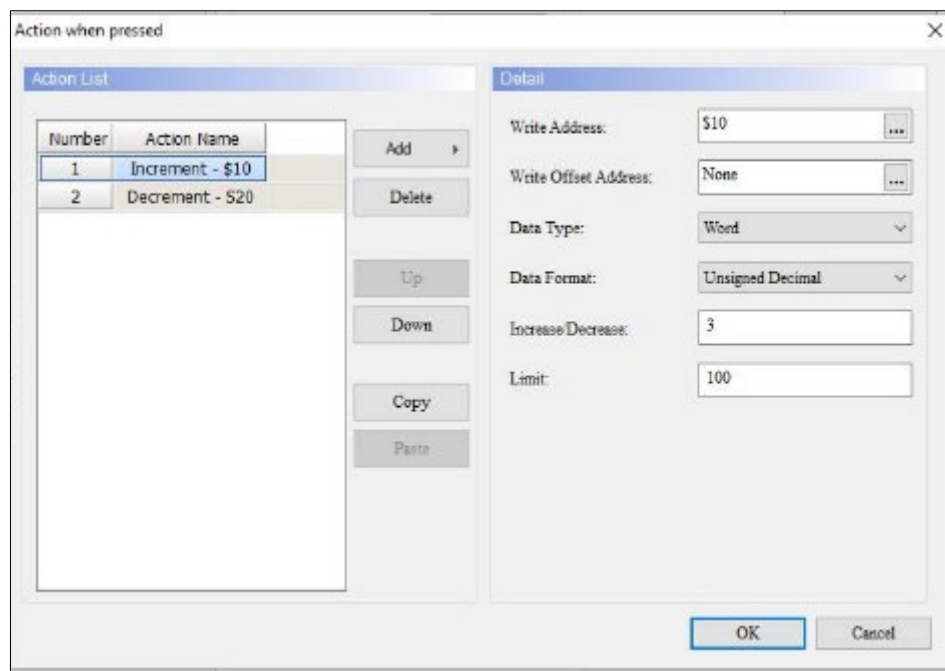 Action when pressed
Action List
Number Action Name
1 Increment - $10
2 Decrement - S20
Add
Delete
Up
Down
Copy
Paste
Detail
Write Address: $10 ...
Write Offset Address: None ...
Data Type: Word
Data Format: Unsigned Decimal
Increase/Decrease: 3
Limit: 100
OK Cancel